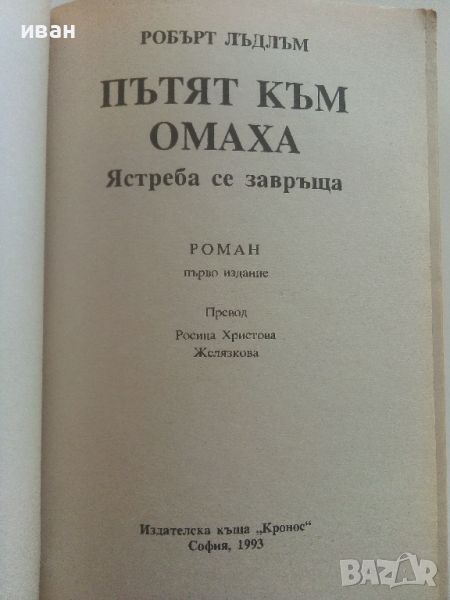 иван
РОБЪРТ ЛЪДЛЪМ
ПЪТЯТ КЪМ
ОМАХА
Ястреба се завръща
РОМАН
първо издание
Превод
Росица Христова
Желязкова
Издателска къща „Кронос“
София, 1993
BAZAR